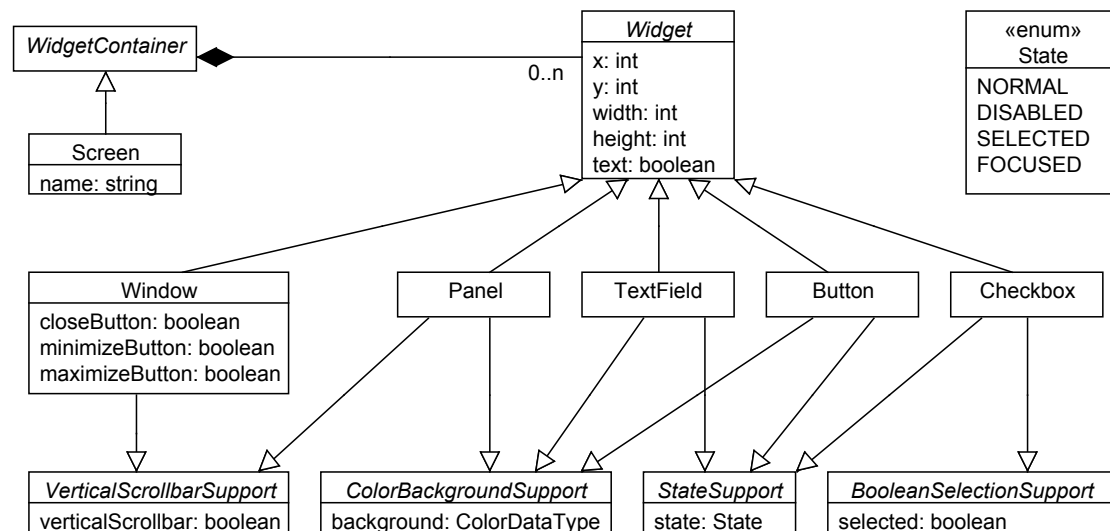 WidgetContainer
Screen
name: string
0..n
Widget
x: int
y: int
width: int
height: int
text: boolean
«enum»
State
NORMAL
DISABLED
SELECTED
FOCUSED
Window
closeButton: boolean
minimizeButton: boolean
maximizeButton: boolean
Panel
TextField
Button
Checkbox
VerticalScrollbarSupport
verticalScrollbar: boolean
ColorBackgroundSupport
background: ColorDataType
StateSupport
state: State
BooleanSelectionSupport
selected: boolean